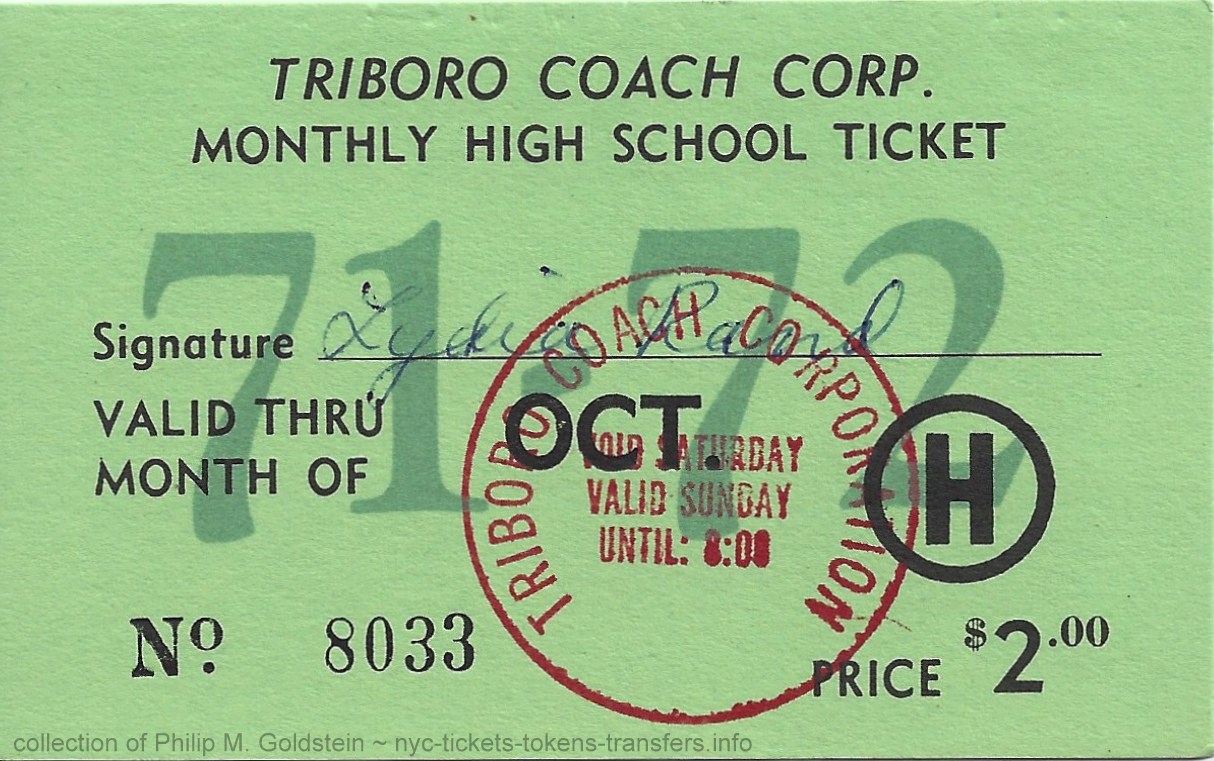 TRIBORO COACH CORP.
MONTHLY HIGH SCHOOL TICKET
71-72
Signature Lydia
VALID THRU
MONTH OF
OCT.
H
TRIBORO COACH CORPORATION
VOID SATURDAY
VALID SUNDAY
UNTIL: 8:00
Nº 8033
PRICE $2.00
collection of Philip M. Goldstein ~ nyc-tickets-tokens-transfers.info